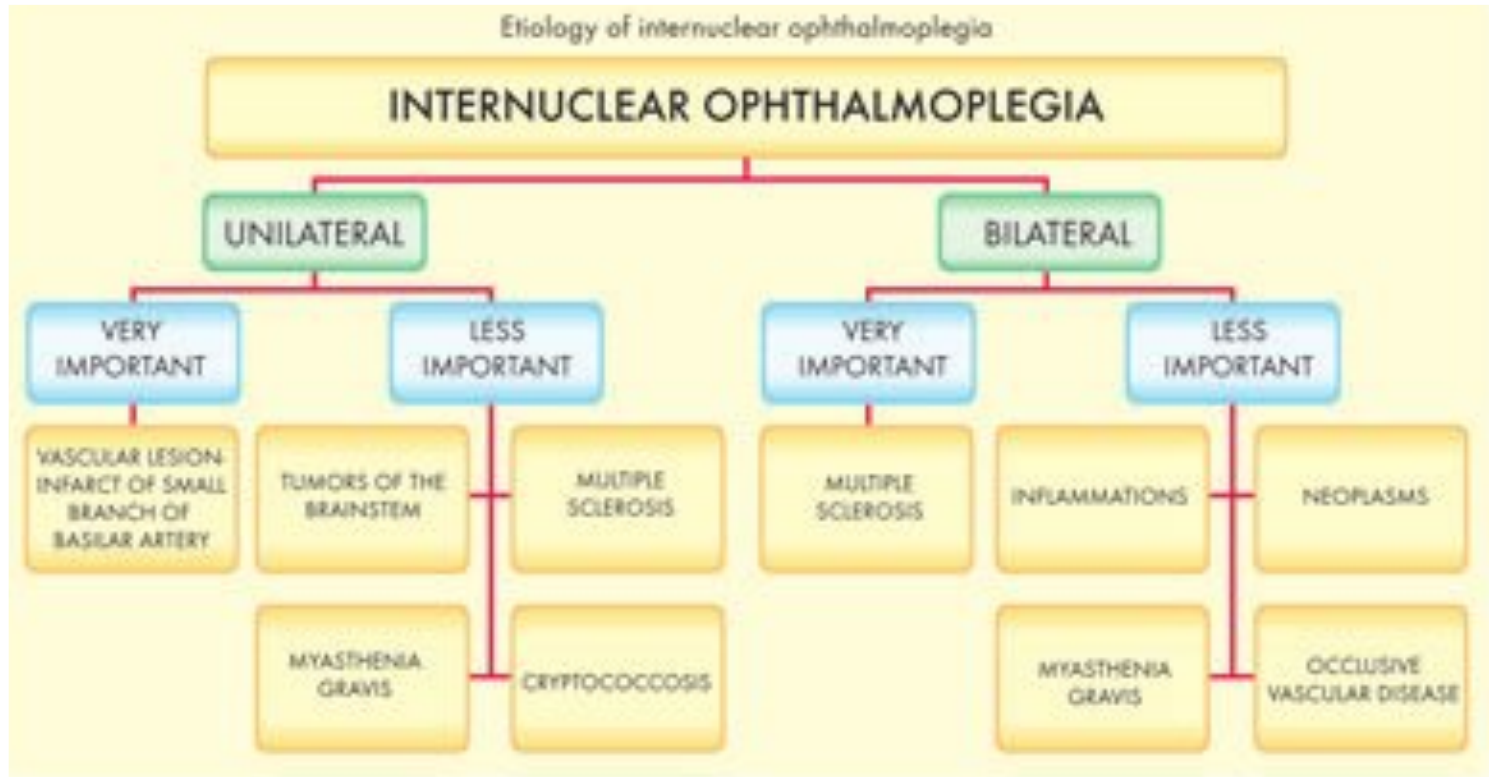 Etiology of internuclear ophthalmoplegia
INTERNUCLEAR OPHTHALMOPLEGIA
UNILATERAL
BILATERAL
VERY
IMPORTANT
LESS
IMPORTANT
VERY
IMPORTANT
LESS
IMPORTANT
VASCULAR LESION-
INFARCT OF SMALL
BRANCH OF
BASILAR ARTERY
TUMORS OF THE
BRAINSTEM
MULTIPLE
SCLEROSIS
MULTIPLE
SCLEROSIS
INFLAMMATIONS
NEOPLASMS
MYASTHENIA
GRAVIS
CRYPTOCOCCOSIS
MYASTHENIA
GRAVIS
OCCLUSIVE
VASCULAR DISEASE